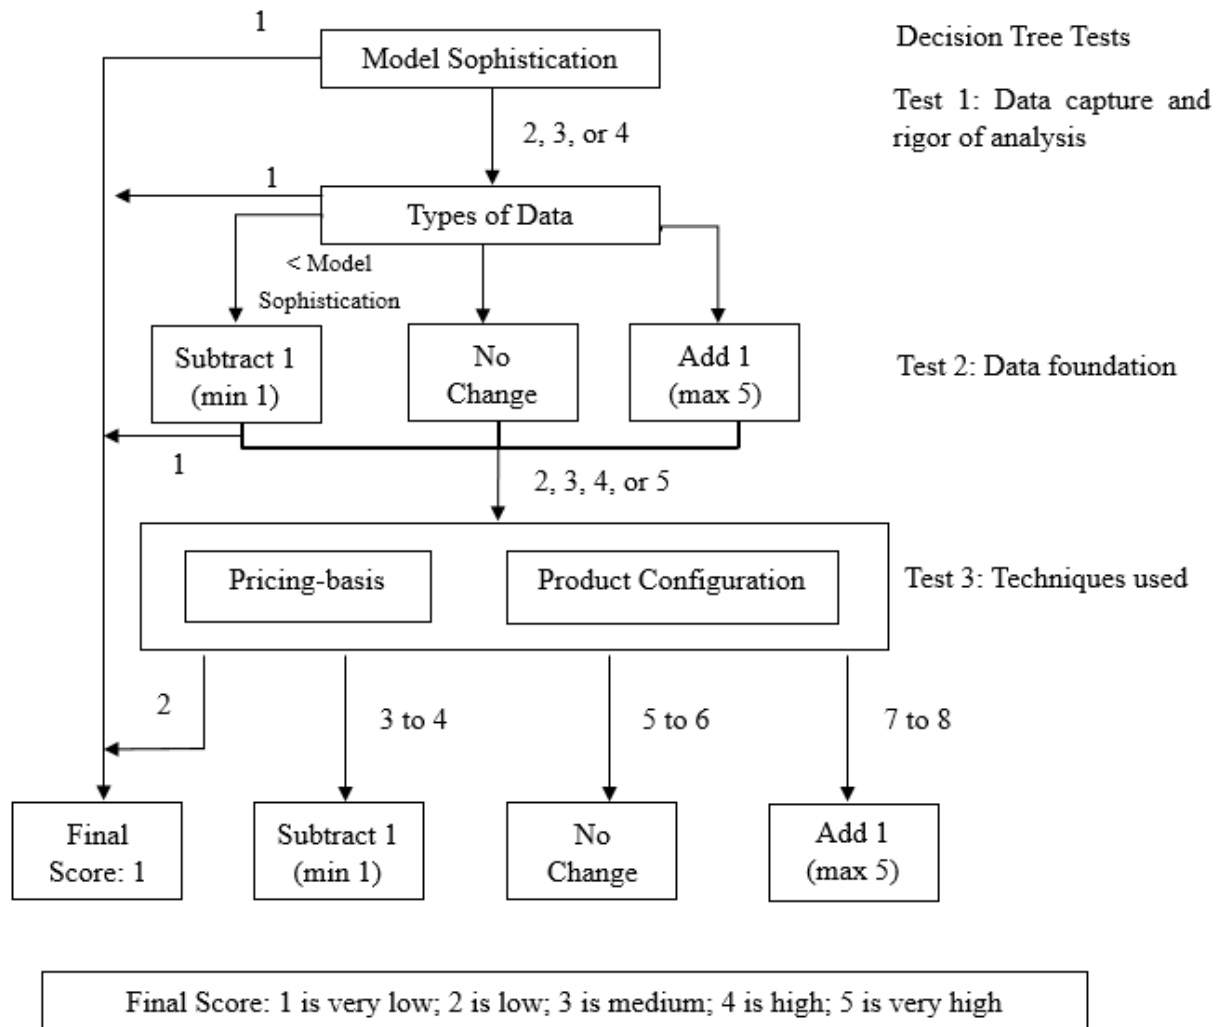 1
Model Sophistication
Decision Tree Tests
Test 1: Data capture and
rigor of analysis
2, 3, or 4
1
Types of Data
< Model
Sophistication
Subtract 1
(min 1)
No
Change
Add 1
(max 5)
Test 2: Data foundation
1
2, 3, 4, or 5
Pricing-basis
Product Configuration
Test 3: Techniques used
2
3 to 4
5 to 6
7 to 8
Final
Score: 1
Subtract 1
(min 1)
No
Change
Add 1
(max 5)
Final Score: 1 is very low; 2 is low; 3 is medium; 4 is high; 5 is very high